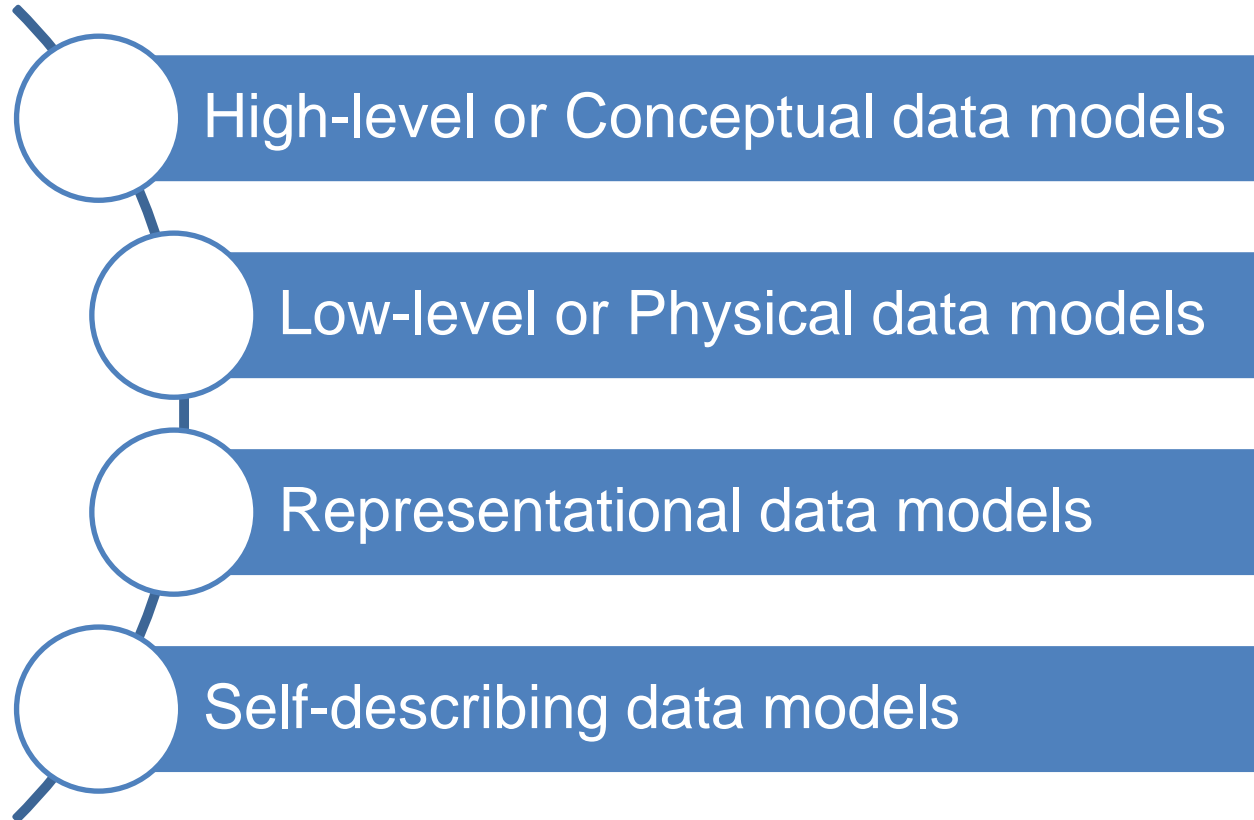 High-level or Conceptual data models
Low-level or Physical data models
Representational data models
Self-describing data models